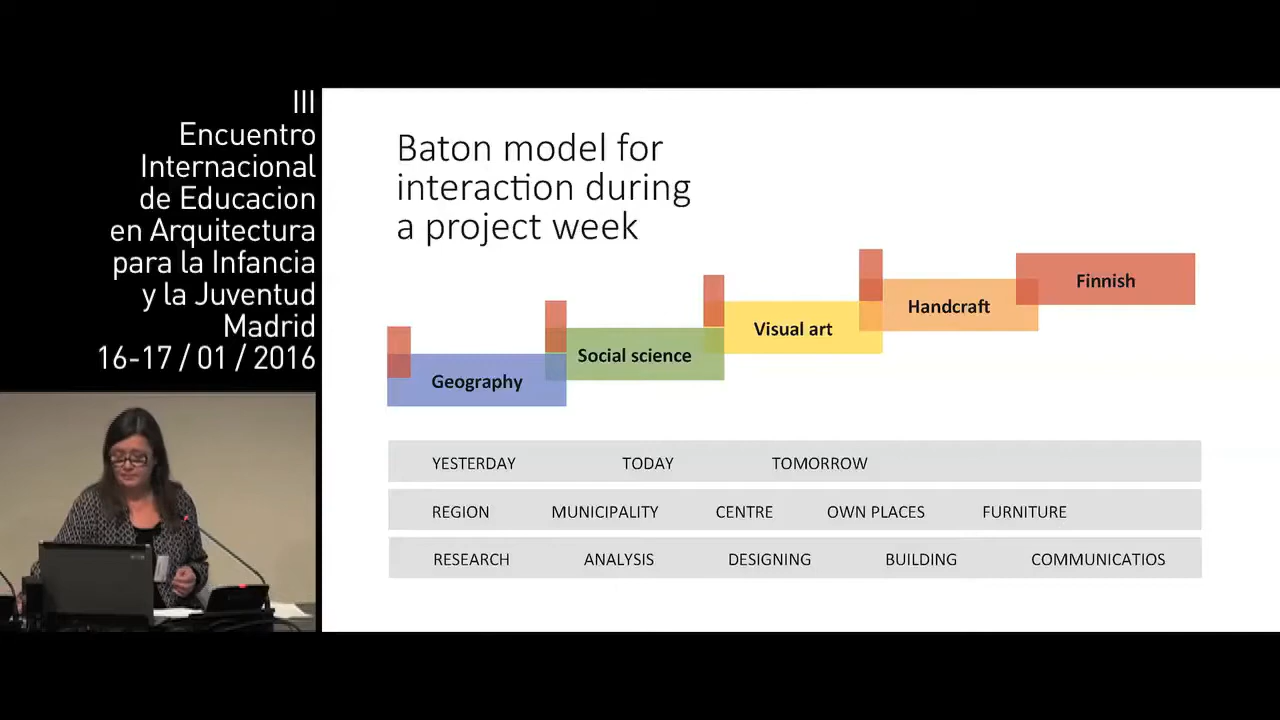 III
Encuentro
Internacional
de Educacion
en Arquitectura
para la Infancia
y la Juventud
Madrid
16-17 / 01 / 2016
Baton model for
interaction during
a project week
Finnish
Handcraft
Visual art
Social science
Geography
YESTERDAY TODAY TOMORROW
REGION MUNICIPALITY CENTRE OWN PLACES FURNITURE
RESEARCH ANALYSIS DESIGNING BUILDING COMMUNICATIOS